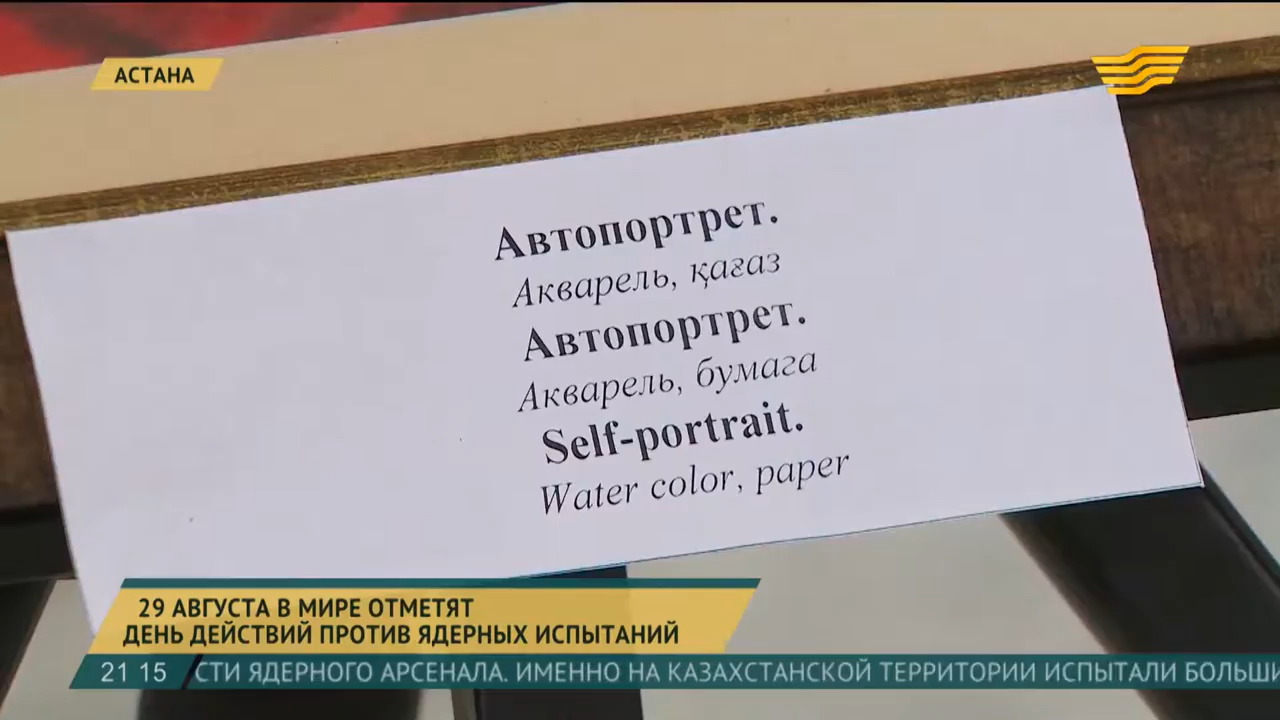 АСТАНА
Автопортрет.
Акварель, қағаз
Автопортрет.
Акварель, бумага
Self-portrait.
Water color, paper
29 АВГУСТА В МИРЕ ОТМЕТЯТ
ДЕНЬ ДЕЙСТВИЙ ПРОТИВ ЯДЕРНЫХ ИСПЫТАНИЙ
21 15 СТИ ЯДЕРНОГО АРСЕНАЛА. ИМЕННО НА КАЗАХСТАНСКОЙ ТЕРРИТОРИИ ИСПЫТАЛИ БОЛЬШИ